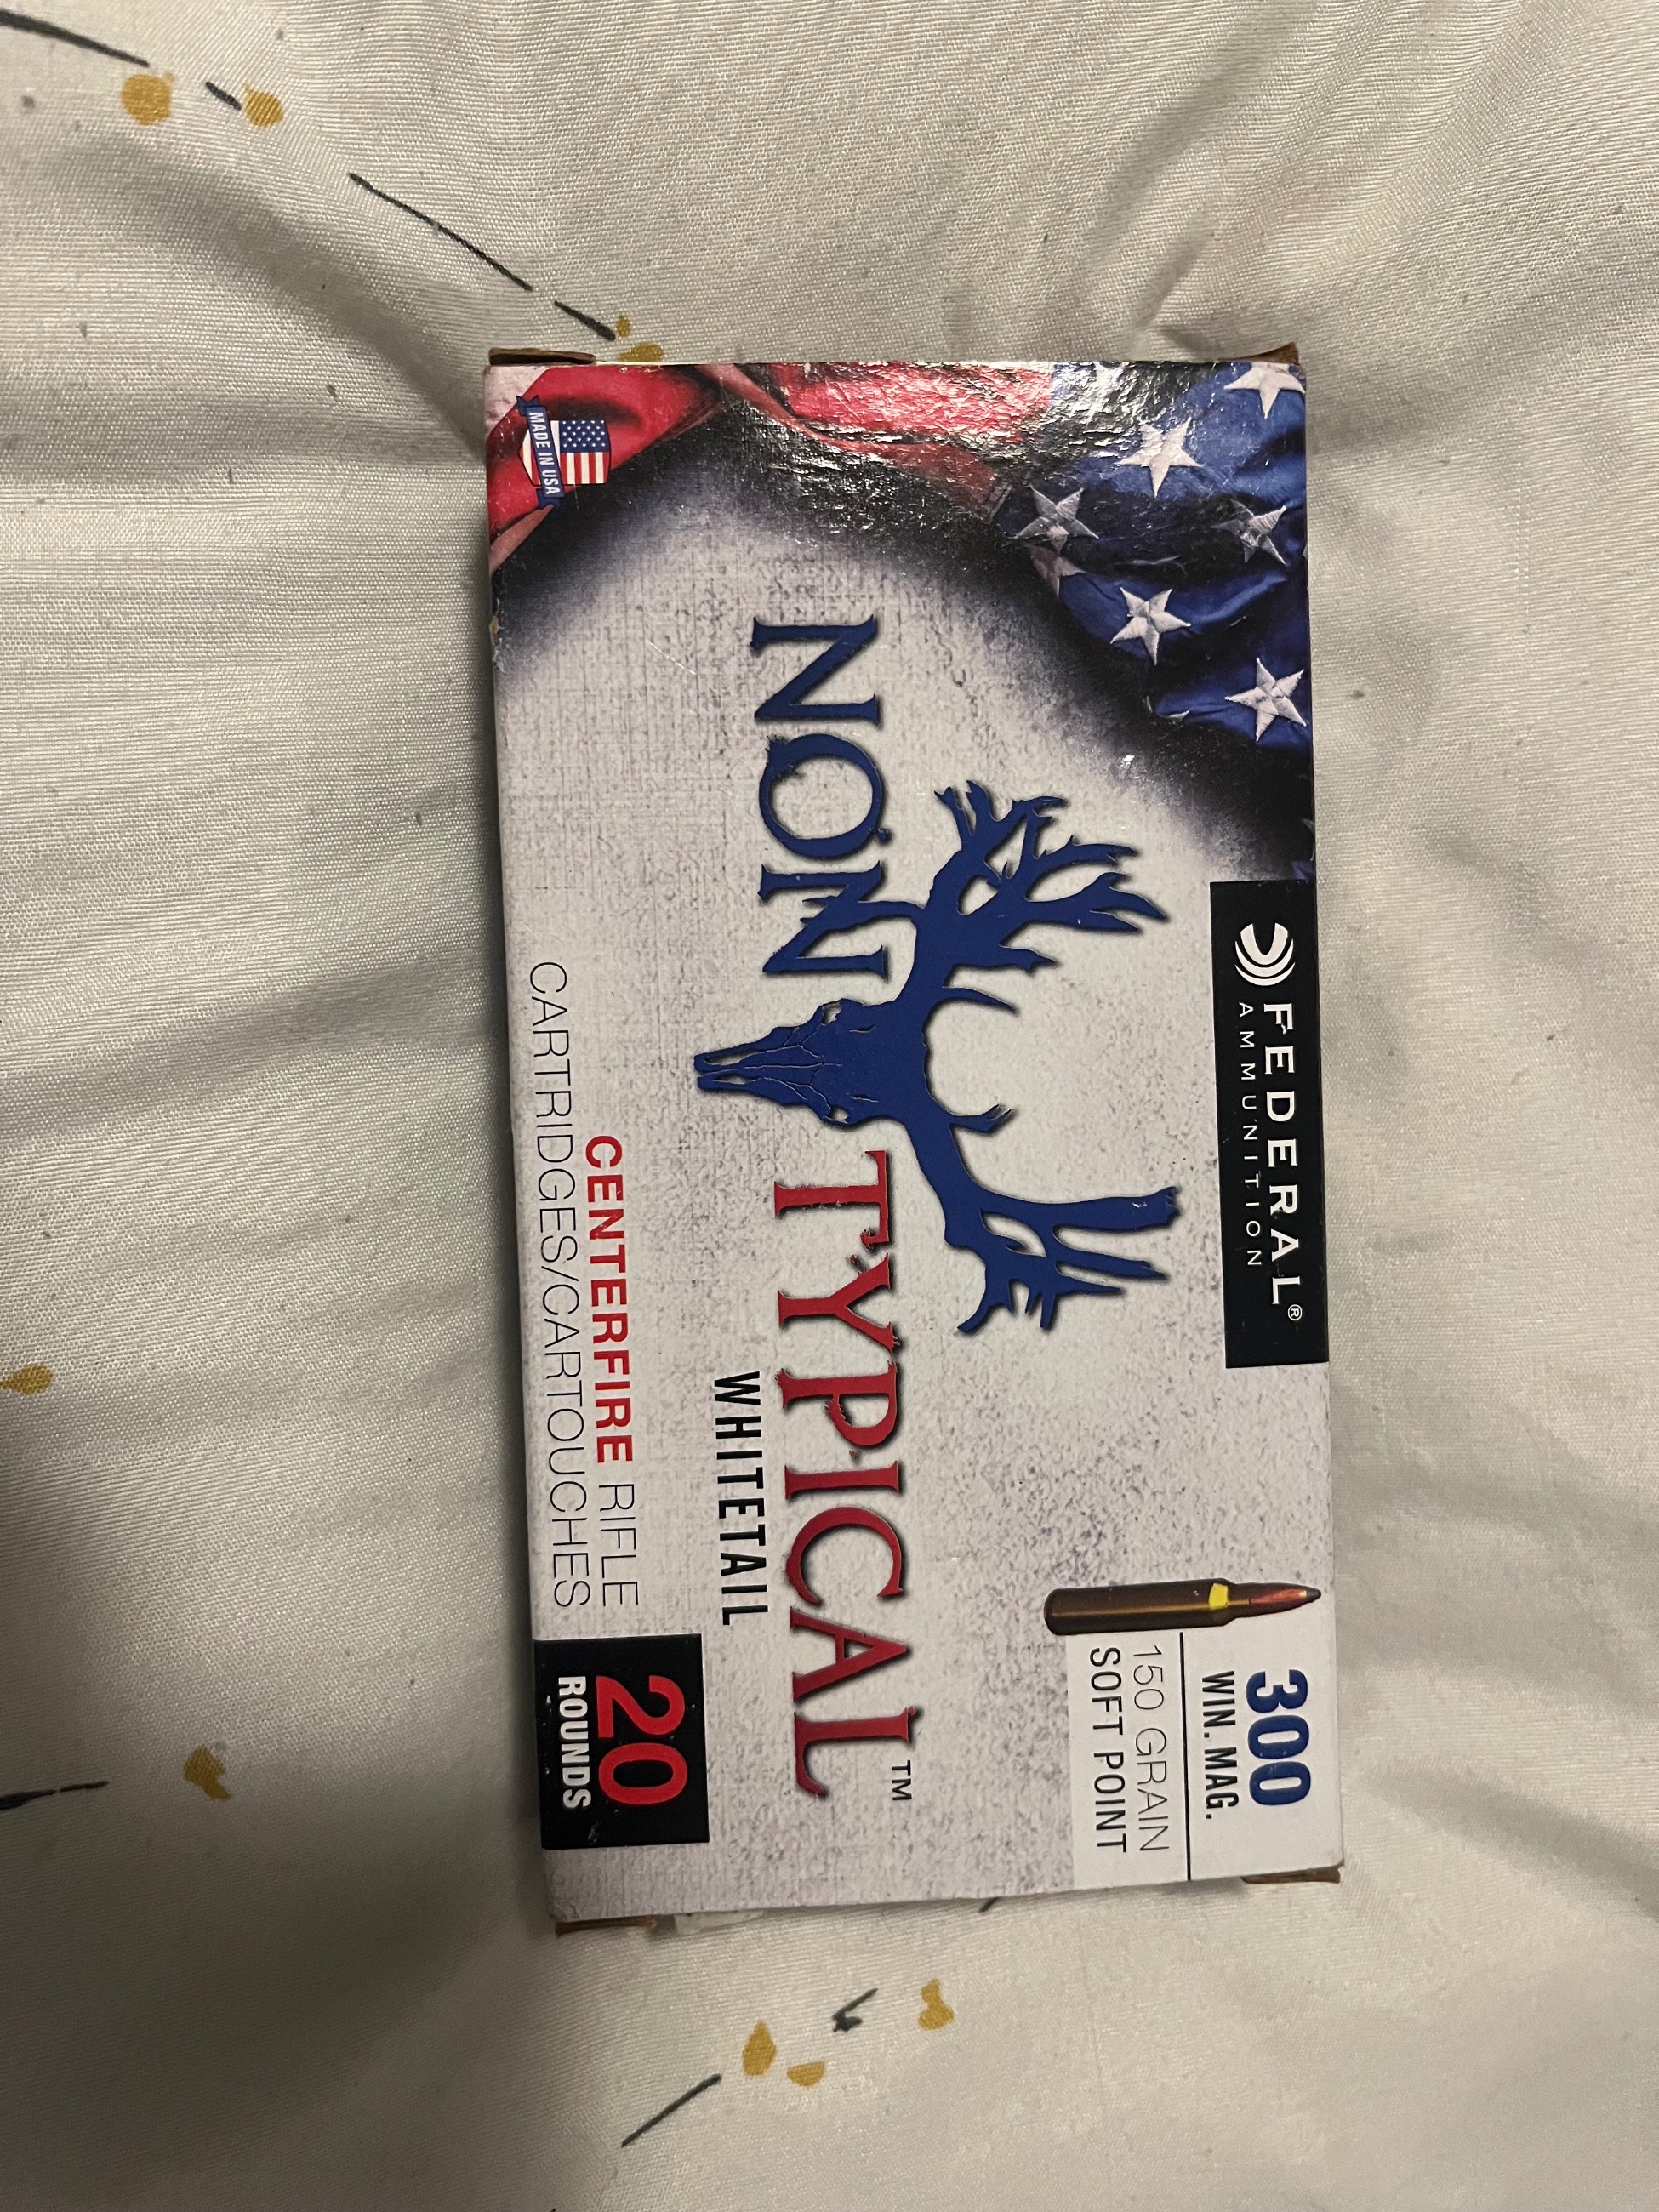 FEDERAL®
AMMUNITION
300
WIN. MAG.
150 GRAIN
SOFT POINT
NON TYPICAL™
WHITETAIL
CENTERFIRE RIFLE
CARTRIDGES/CARTOUCHES
MADE IN USA
20
ROUNDS